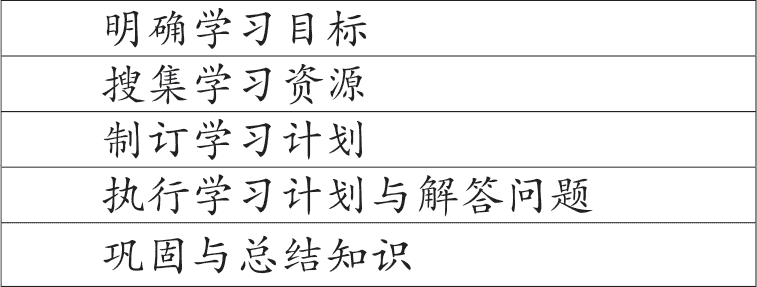 明确学习目标
搜集学习资源
制订学习计划
执行学习计划与解答问题
巩固与总结知识